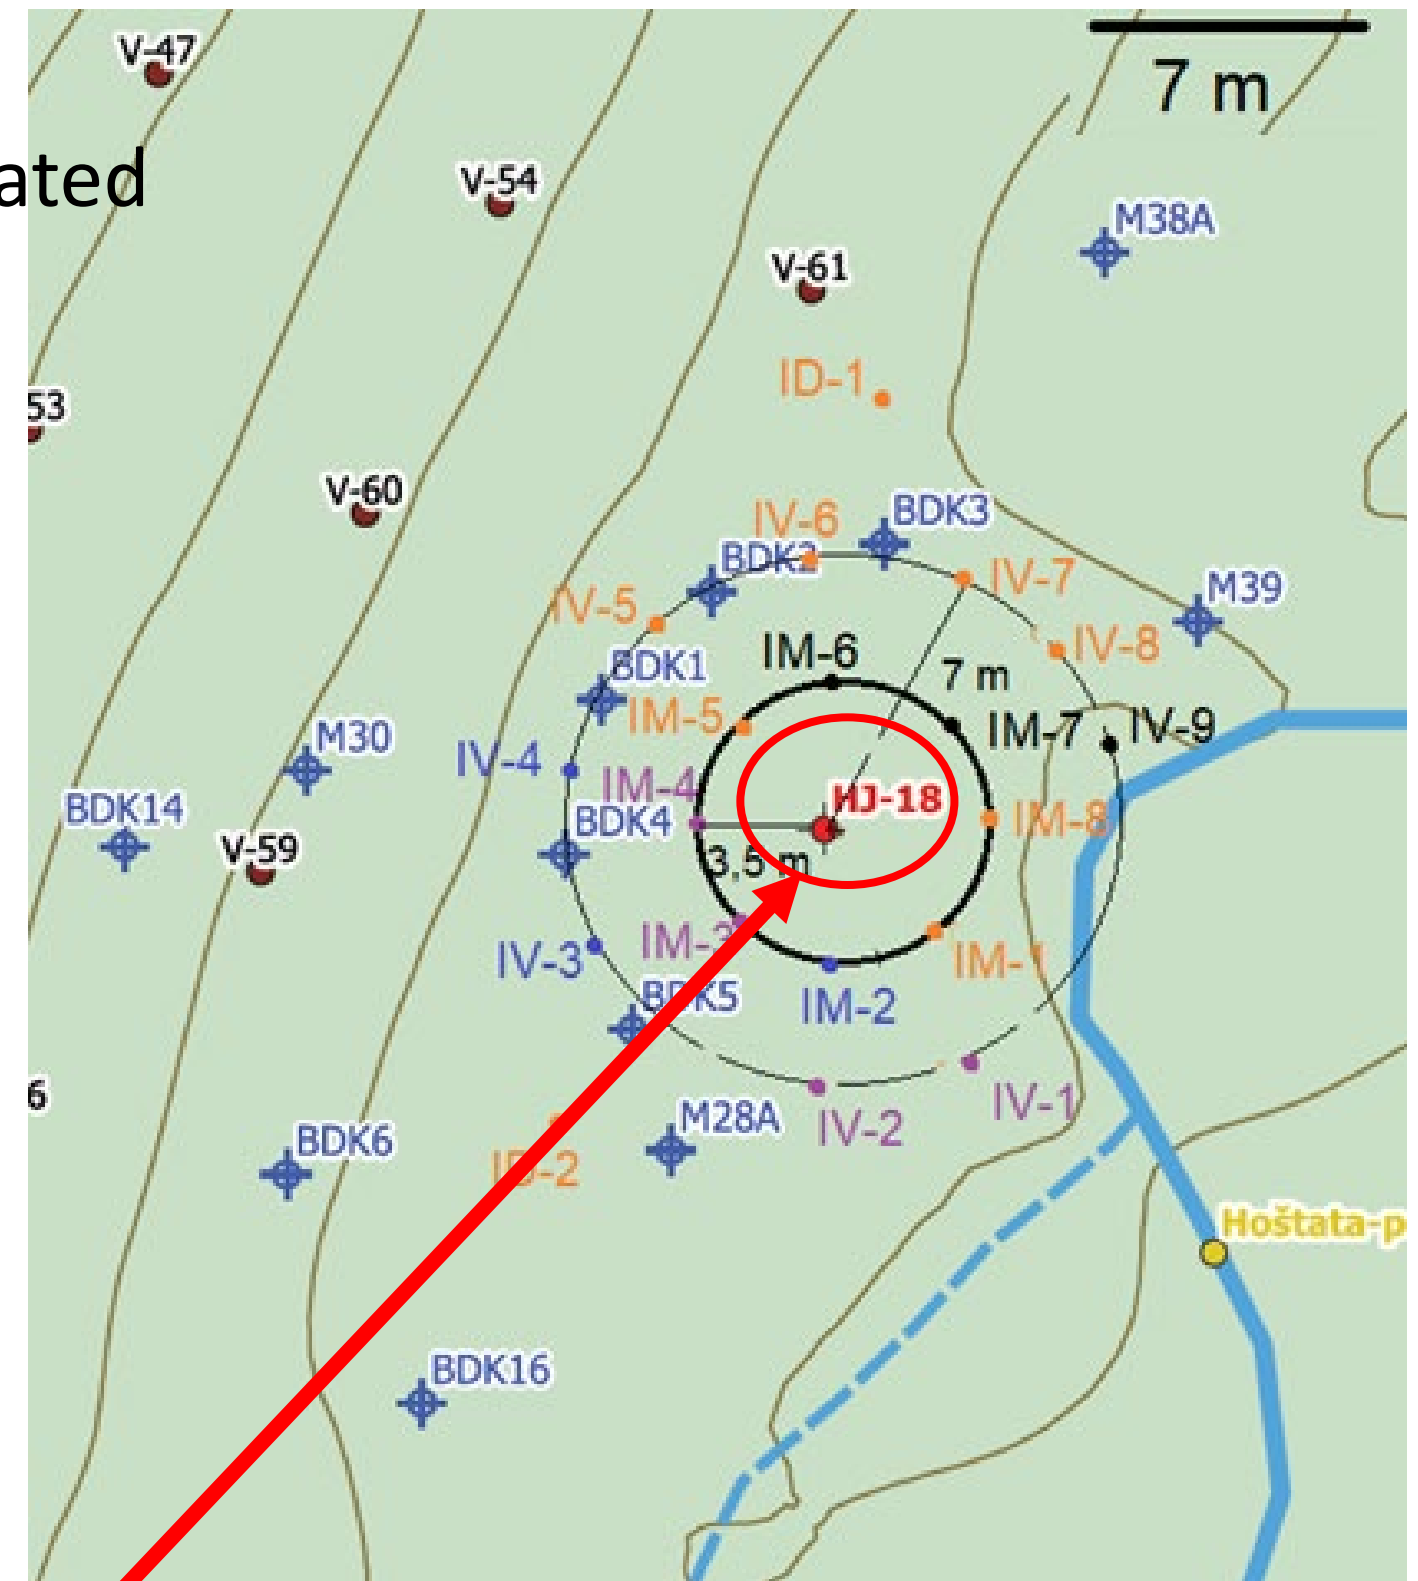 V-47
7 m
ated
V-54
M38A
V-61
ID-1
53
V-60
IV-6
BDK3
BDK2
IV-7
M39
IV-5
IV-8
IM-6
BDK1
7 m
IM-5
IM-7
IV-9
M30
IV-4
IM-4
HJ-18
BDK14
BDK4
IM-8
V-59
3,5 m
IM-3
IV-3
IM-1
BDK5
IM-2
6
M28A
IV-1
IV-2
BDK6
ID-2
Hoštata-p
BDK16